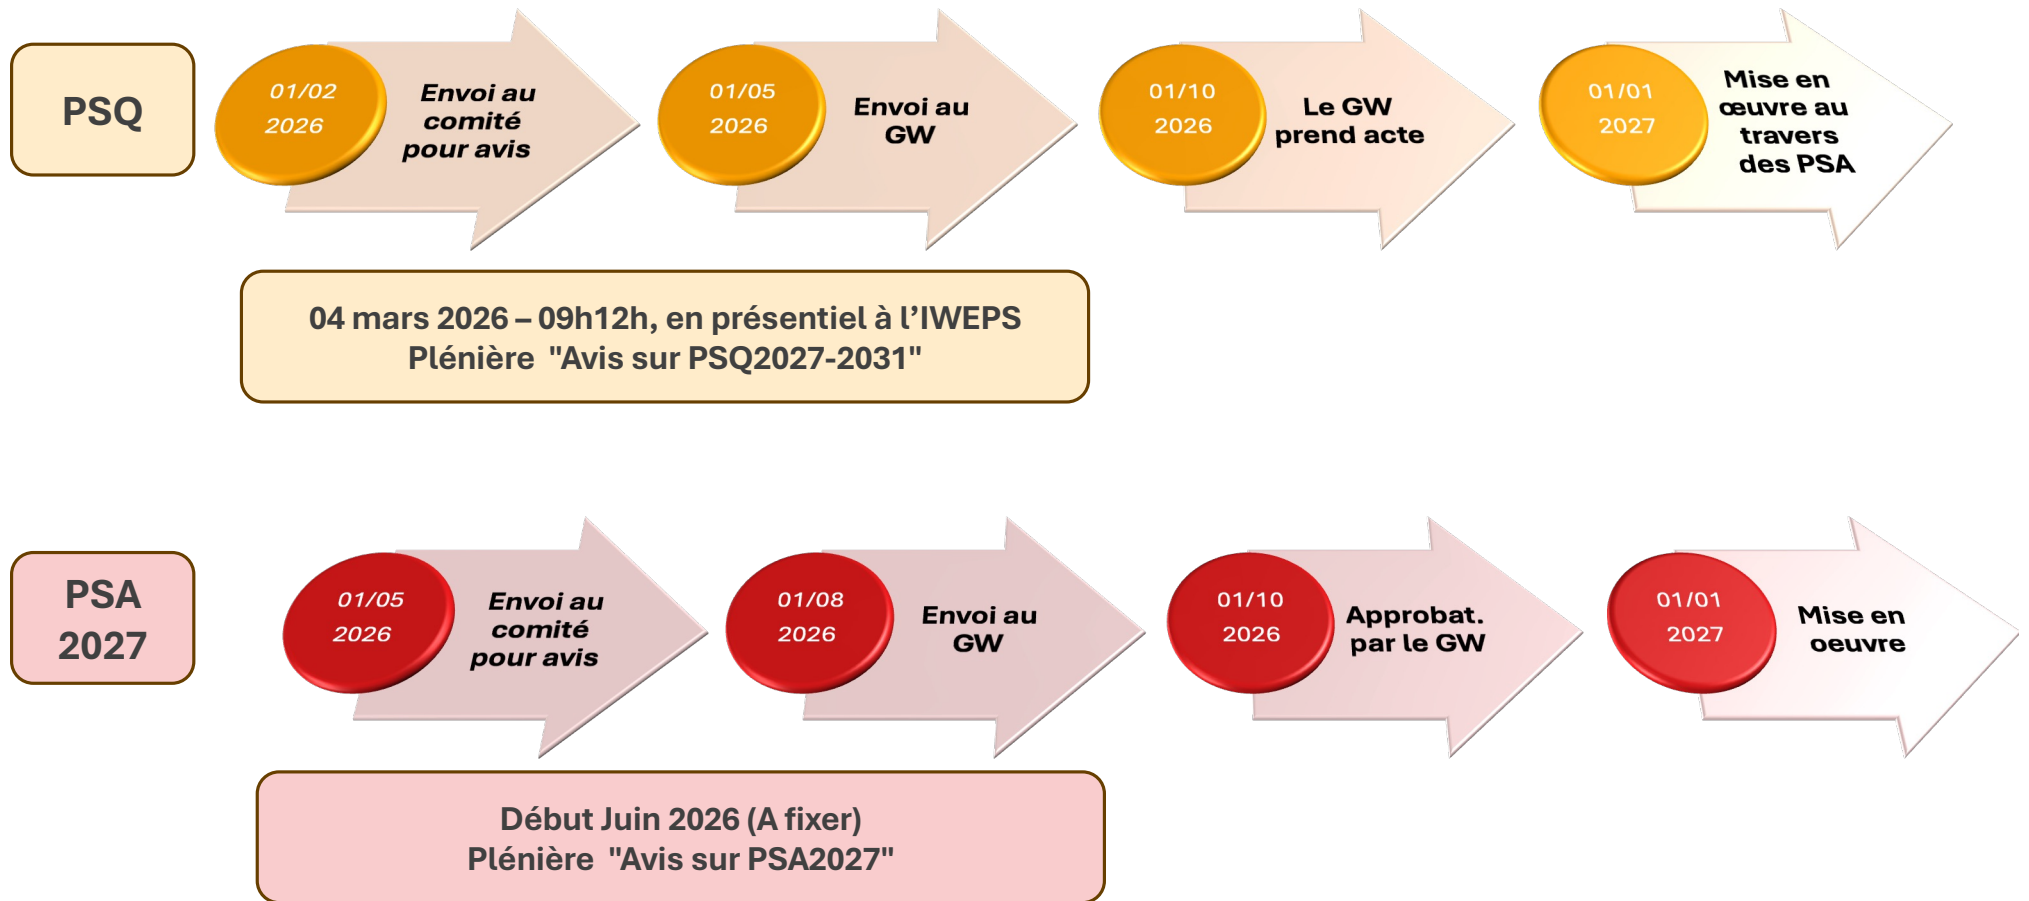 PSQ
01/02
2026
Envoi au
comité
pour avis
01/05
2026
Envoi au
GW
01/10
2026
Le GW
prend acte
01/01
2027
Mise en
œuvre au
travers
des PSA
04 mars 2026 – 09h12h, en présentiel à l’IWEPS
Plénière "Avis sur PSQ2027-2031"
PSA
2027
01/05
2026
Envoi au
comité
pour avis
01/08
2026
Envoi au
GW
01/10
2026
Approbat.
par le GW
01/01
2027
Mise en
oeuvre
Début Juin 2026 (A fixer)
Plénière "Avis sur PSA2027"